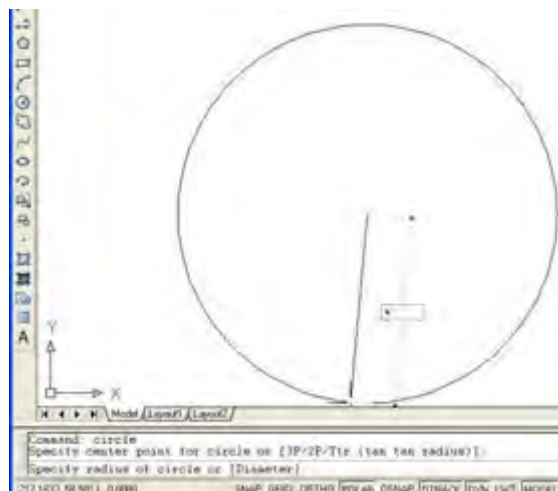 A
Y
X
Model Layout1 Layout2
Command: circle
Specify center point for circle or [3P/2P/Ttr (tan tan radius)]:
Specify radius of circle or [Diameter]
SNAP GRID ORTHO POLAR OSNAP OTRACK DYN LWT MODEL